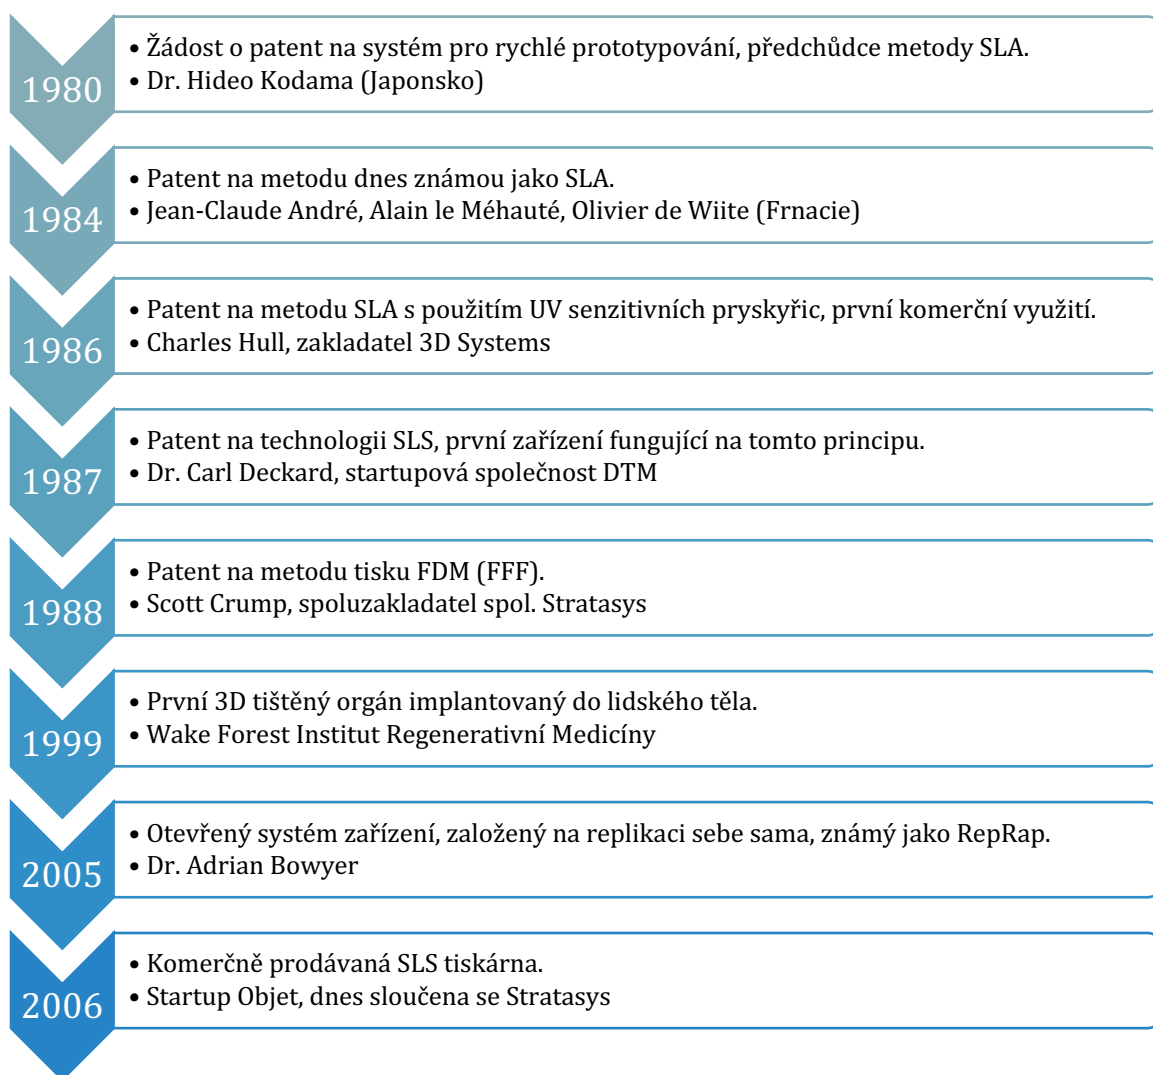 1980
• Žádost o patent na systém pro rychlé prototypování, předchůdce metody SLA.
• Dr. Hideo Kodama (Japonsko)
1984
• Patent na metodu dnes známou jako SLA.
• Jean-Claude André, Alain le Méhauté, Olivier de Wiite (Frnacie)
1986
• Patent na metodu SLA s použitím UV senzitivních pryskyřic, první komerční využití.
• Charles Hull, zakladatel 3D Systems
1987
• Patent na technologii SLS, první zařízení fungující na tomto principu.
• Dr. Carl Deckard, startupová společnost DTM
1988
• Patent na metodu tisku FDM (FFF).
• Scott Crump, spoluzakladatel spol. Stratasys
1999
• První 3D tištěný orgán implantovaný do lidského těla.
• Wake Forest Institut Regenerativní Medicíny
2005
• Otevřený systém zařízení, založený na replikaci sebe sama, známý jako RepRap.
• Dr. Adrian Bowyer
2006
• Komerčně prodávaná SLS tiskárna.
• Startup Objet, dnes sloučena se Stratasys